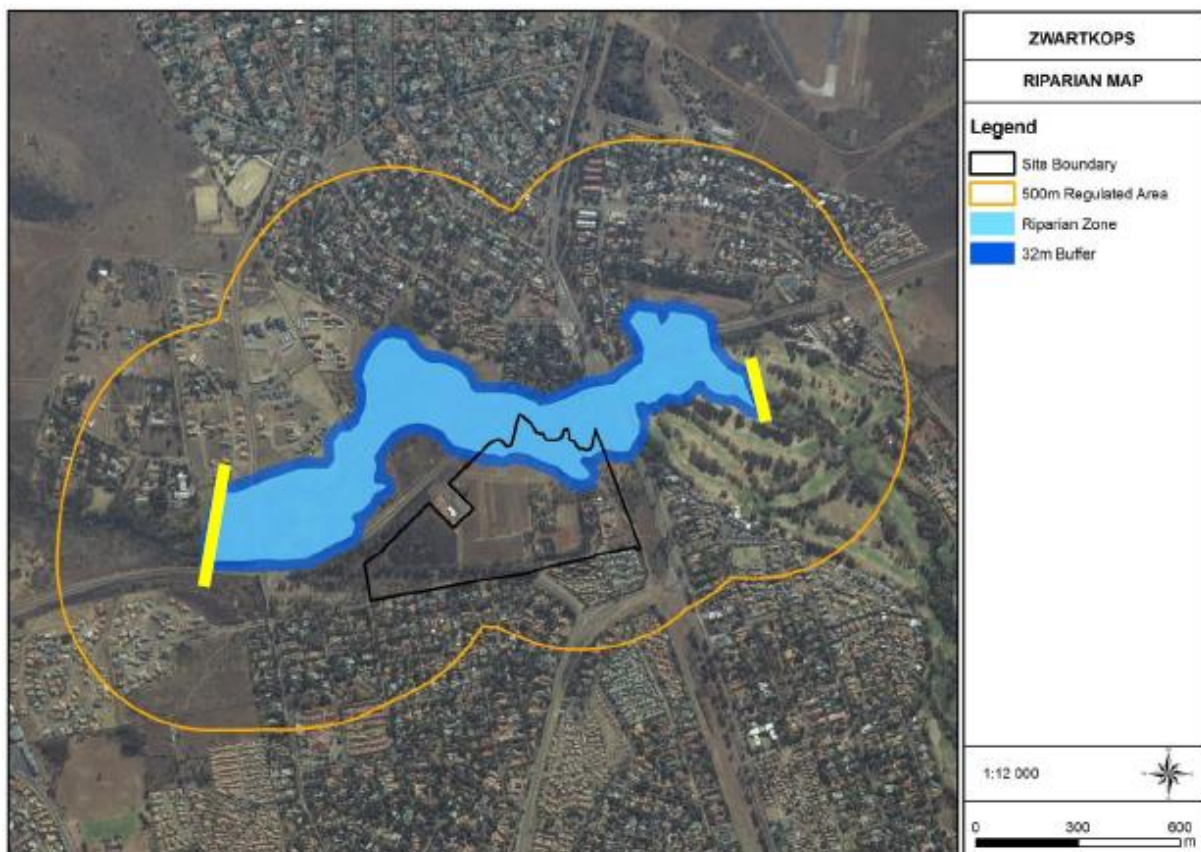 ZWARTKOPS
RIPARIAN MAP
Legend
Site Boundary
500m Regulated Area
Riparian Zone
32m Buffer
1:12 000
0 300 600
m